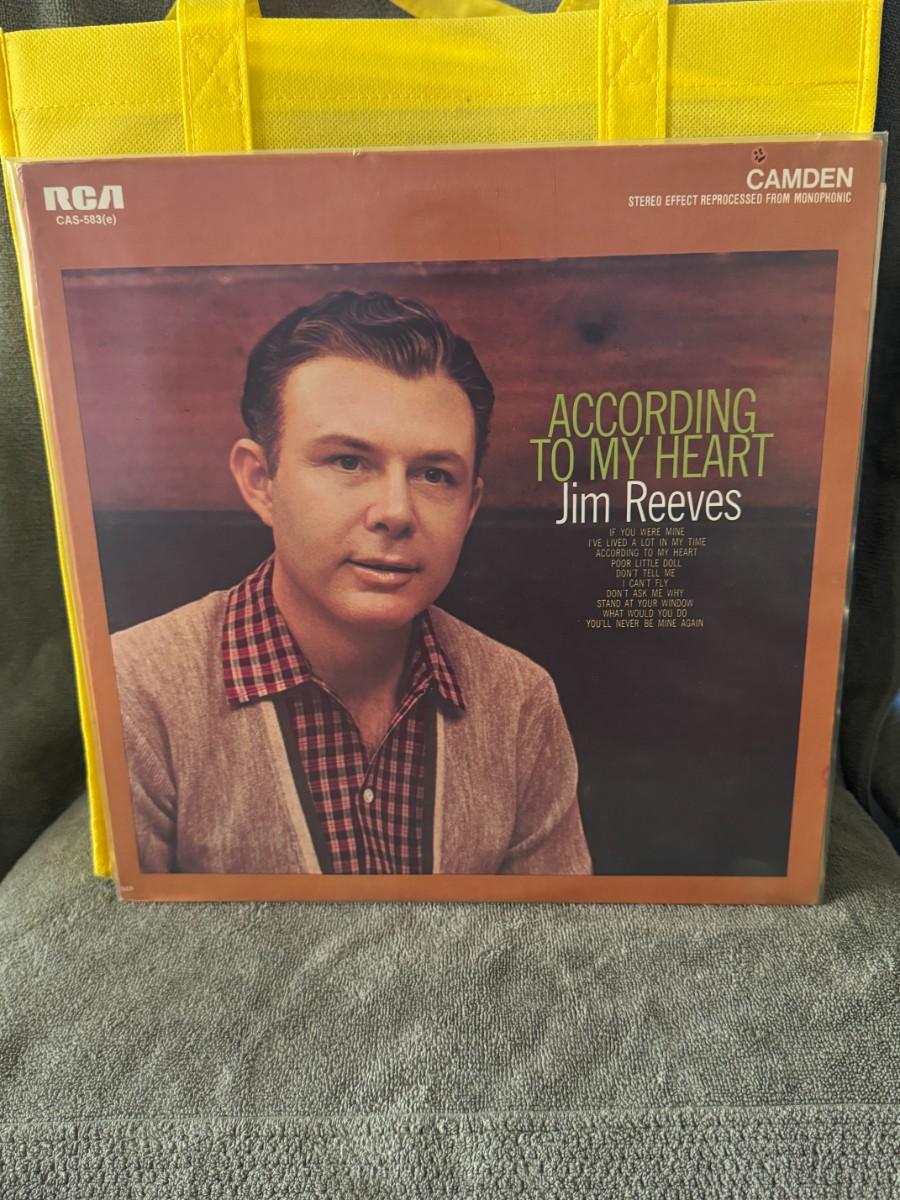 RCA
CAS-583(e)
CAMDEN
STEREO EFFECT REPROCESSED FROM MONOPHONIC
ACCORDING
TO MY HEART
Jim Reeves
IF YOU WERE MINE
I'VE LIVED A LOT IN MY TIME
ACCORDING TO MY HEART
POOR LITTLE DOLL
DON'T TELL ME
I CAN'T FLY
DON'T ASK ME WHY
STAND AT YOUR WINDOW
WHAT WOULD YOU DO
YOU'LL NEVER BE MINE AGAIN